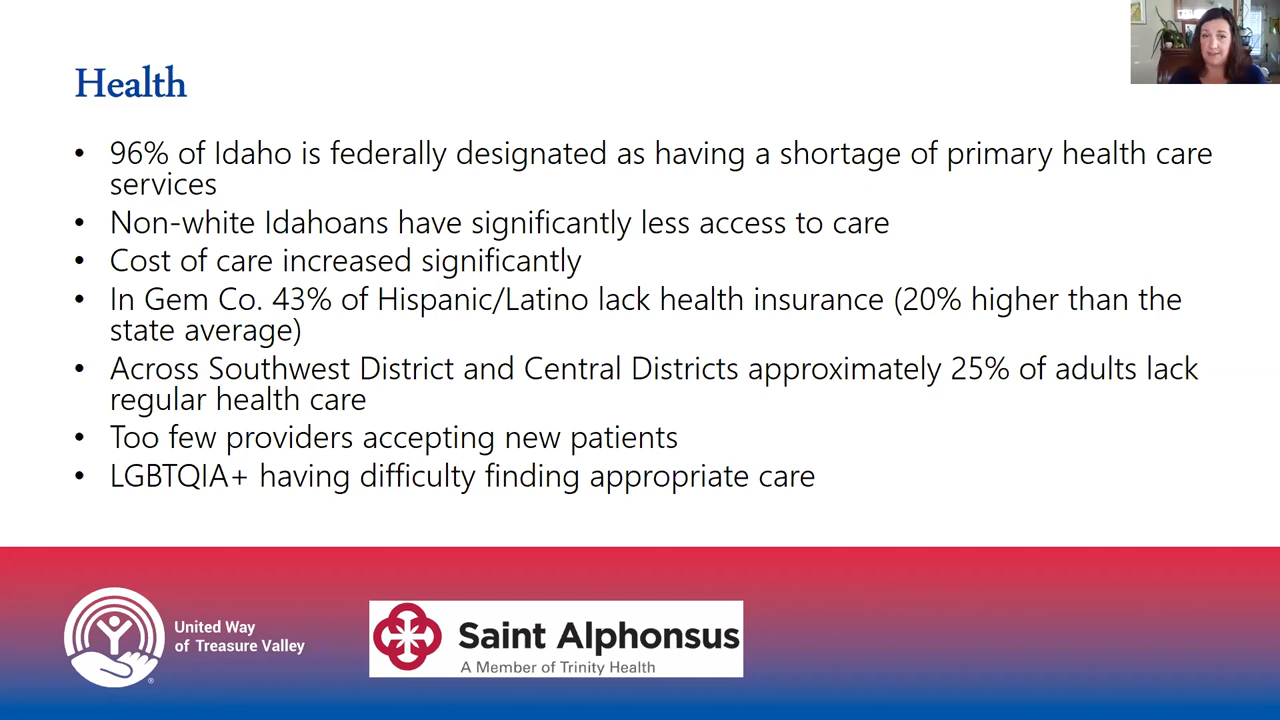 Health
• 96% of Idaho is federally designated as having a shortage of primary health care
services
• Non-white Idahoans have significantly less access to care
• Cost of care increased significantly
• In Gem Co. 43% of Hispanic/Latino lack health insurance (20% higher than the
state average)
• Across Southwest District and Central Districts approximately 25% of adults lack
regular health care
• Too few providers accepting new patients
• LGBTQIA+ having difficulty finding appropriate care
United Way
of Treasure Valley
®
Saint Alphonsus
A Member of Trinity Health